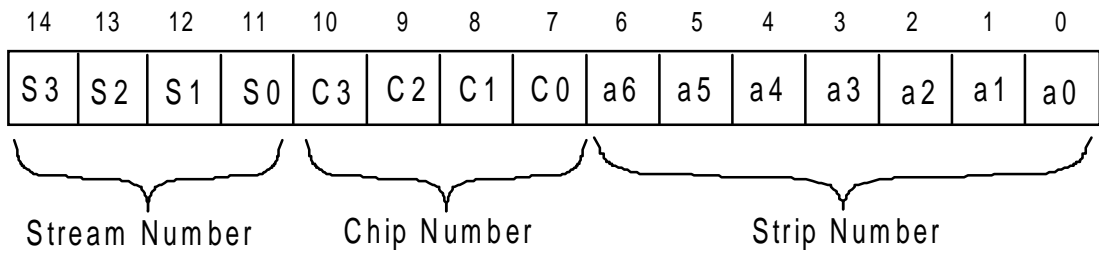 14 13 12 11 10 9 8 7 6 5 4 3 2 1 0
S3 S2 S1 S0 C3 C2 C1 C0 a6 a5 a4 a3 a2 a1 a0
Stream Number Chip Number Strip Number